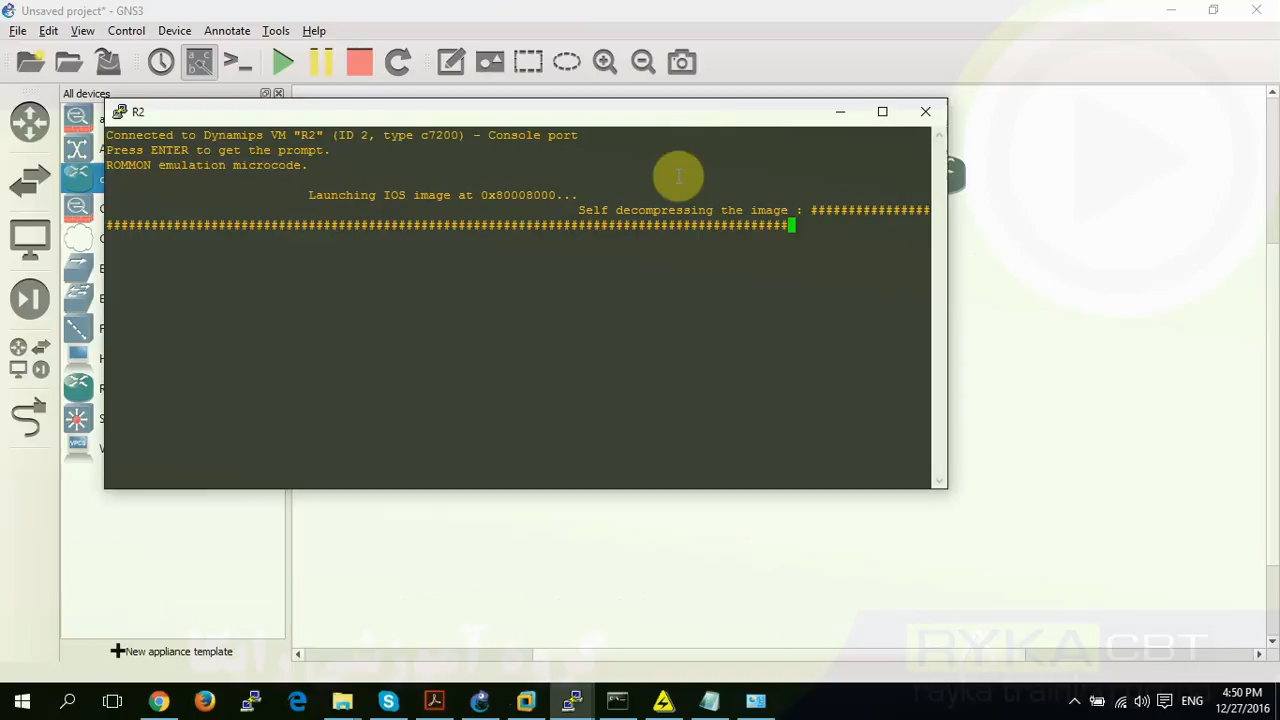 Unsaved project* - GNS3
File Edit View Control Device Annotate Tools Help
All devices
R2
Connected to Dynamips VM "R2" (ID 2, type c7200) - Console port
Press ENTER to get the prompt.
ROMMON emulation microcode.
Launching IOS image at 0x80008000...
Self decompressing the image : ################
###########################################################################################
New appliance template
RYKA CBT
4:50 PM
ENG
12/27/2016